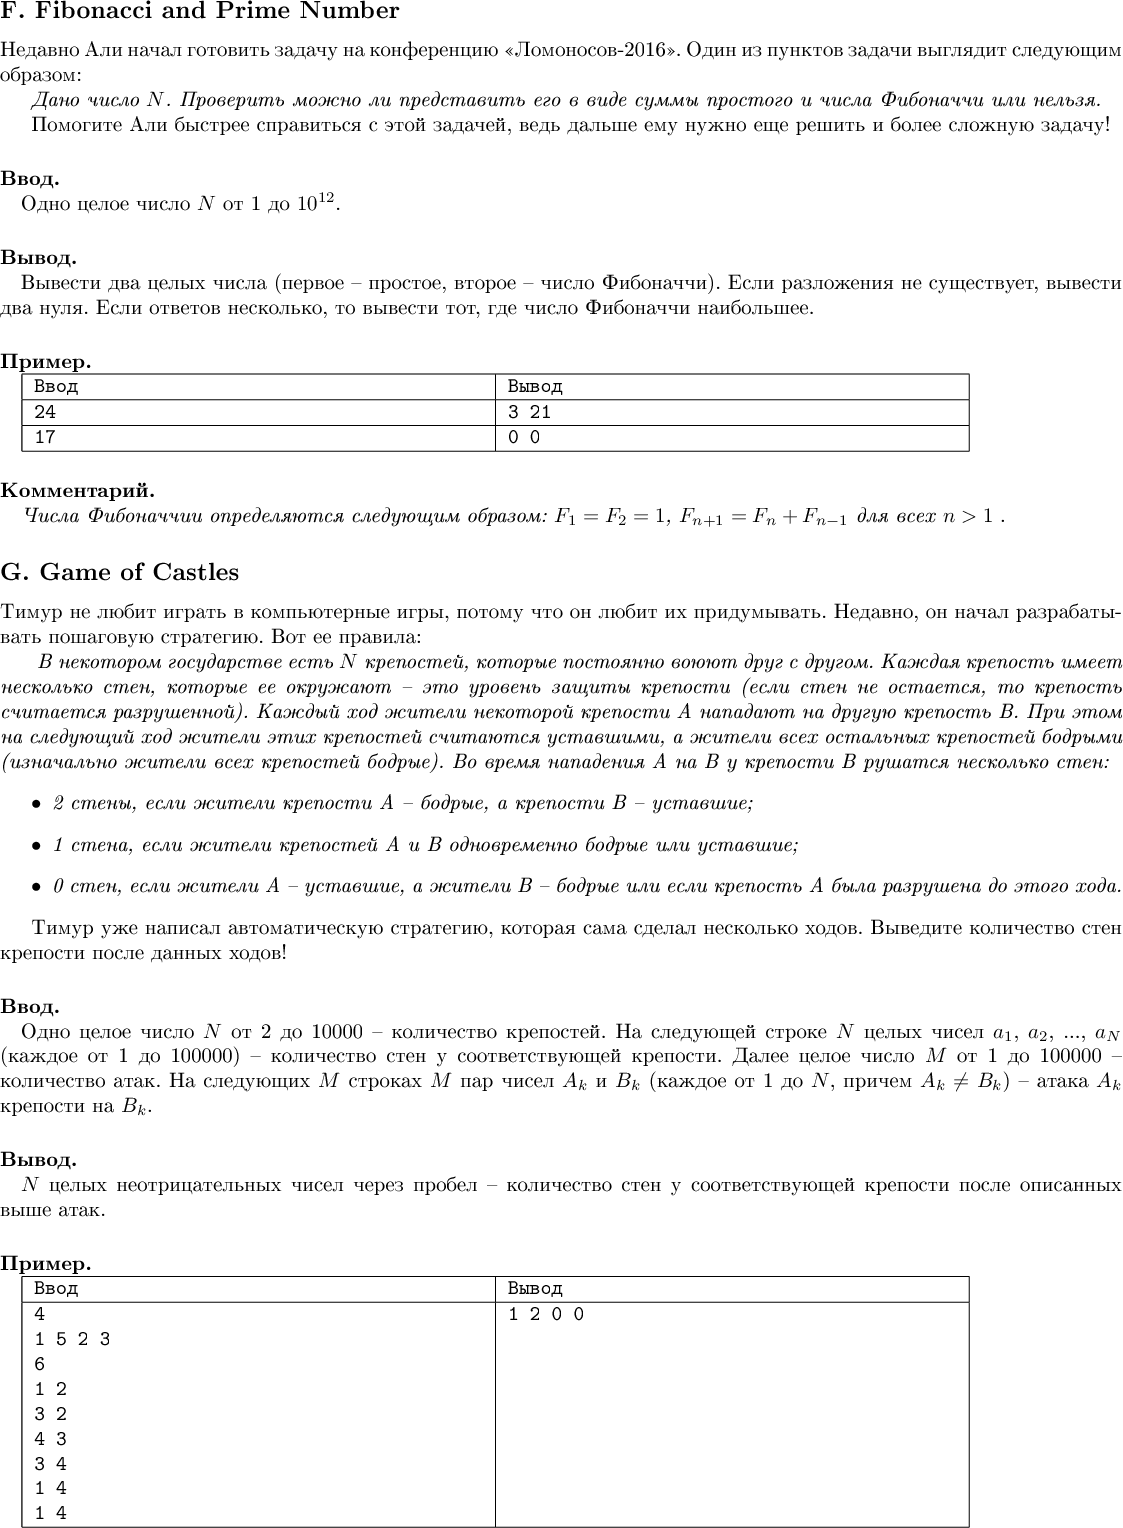 F. Fibonacci and Prime Number
Недавно Али начал готовить задачу на конференцию «Ломоносов-2016». Один из пунктов задачи выглядит следующим
образом:
Дано число N. Проверить можно ли представить его в виде суммы простого и числа Фибоначчи или нельзя.
Помогите Али быстрее справиться с этой задачей, ведь дальше ему нужно еще решить и более сложную задачу!
Ввод.
Одно целое число N от 1 до 10^{12}.
Вывод.
Вывести два целых числа (первое – простое, второе – число Фибоначчи). Если разложения не существует, вывести
два нуля. Если ответов несколько, то вывести тот, где число Фибоначчи наибольшее.
Пример.
Ввод Вывод
24 3 21
17 0 0
Комментарий.
Числа Фибоначчии определяются следующим образом: F_1 = F_2 = 1, F_{n+1} = F_n + F_{n−1} для всех n > 1 .
G. Game of Castles
Тимур не любит играть в компьютерные игры, потому что он любит их придумывать. Недавно, он начал разрабаты-
вать пошаговую стратегию. Вот ее правила:
В некотором государстве есть N крепостей, которые постоянно воюют друг с другом. Каждая крепость имеет
несколько стен, которые ее окружают – это уровень защиты крепости (если стен не остается, то крепость
считается разрушенной). Каждый ход жители некоторой крепости A нападают на другую крепость B. При этом
на следующий ход жители этих крепостей считаются уставшими, а жители всех остальных крепостей бодрыми
(изначально жители всех крепостей бодрые). Во время нападения A на B у крепости B рушатся несколько стен:
• 2 стены, если жители крепости A – бодрые, а крепости B – уставшие;
• 1 стена, если жители крепостей A и B одновременно бодрые или уставшие;
• 0 стен, если жители A – уставшие, а жители B – бодрые или если крепость A была разрушена до этого хода.
Тимур уже написал автоматическую стратегию, которая сама сделал несколько ходов. Выведите количество стен
крепости после данных ходов!
Ввод.
Одно целое число N от 2 до 10000 – количество крепостей. На следующей строке N целых чисел a_1, a_2, ..., a_N
(каждое от 1 до 100000) – количество стен у соответствующей крепости. Далее целое число M от 1 до 100000 –
количество атак. На следующих M строках M пар чисел A_k и B_k (каждое от 1 до N, причем A_k ≠ B_k) – атака A_k
крепости на B_k.
Вывод.
N целых неотрицательных чисел через пробел – количество стен у соответствующей крепости после описанных
выше атак.
Пример.
Ввод Вывод
4 1 2 0 0
1 5 2 3
6
1 2
3 2
4 3
3 4
1 4
1 4